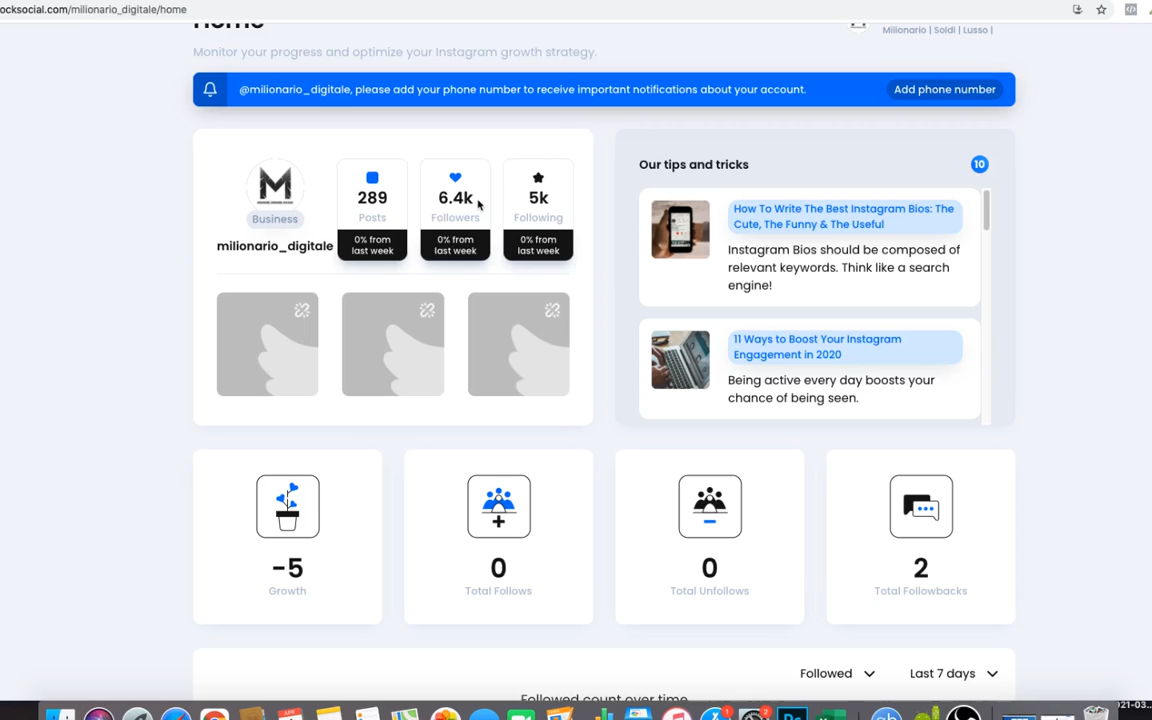 ocksocial.com/milionario_digitale/home
Home
Milionario | Soldi | Lusso |
Monitor your progress and optimize your Instagram growth strategy.
@milionario_digitale, please add your phone number to receive important notifications about your account.
Add phone number
M
Business
milionario_digitale
289
Posts
0% from
last week
6.4k
Followers
0% from
last week
5k
Following
0% from
last week
Our tips and tricks
10
How To Write The Best Instagram Bios: The
Cute, The Funny & The Useful
Instagram Bios should be composed of
relevant keywords. Think like a search
engine!
11 Ways to Boost Your Instagram
Engagement in 2020
Being active every day boosts your
chance of being seen.
-5
Growth
0
Total Follows
0
Total Unfollows
2
Total Followbacks
Followed
Last 7 days
Followed count over time
021-03...